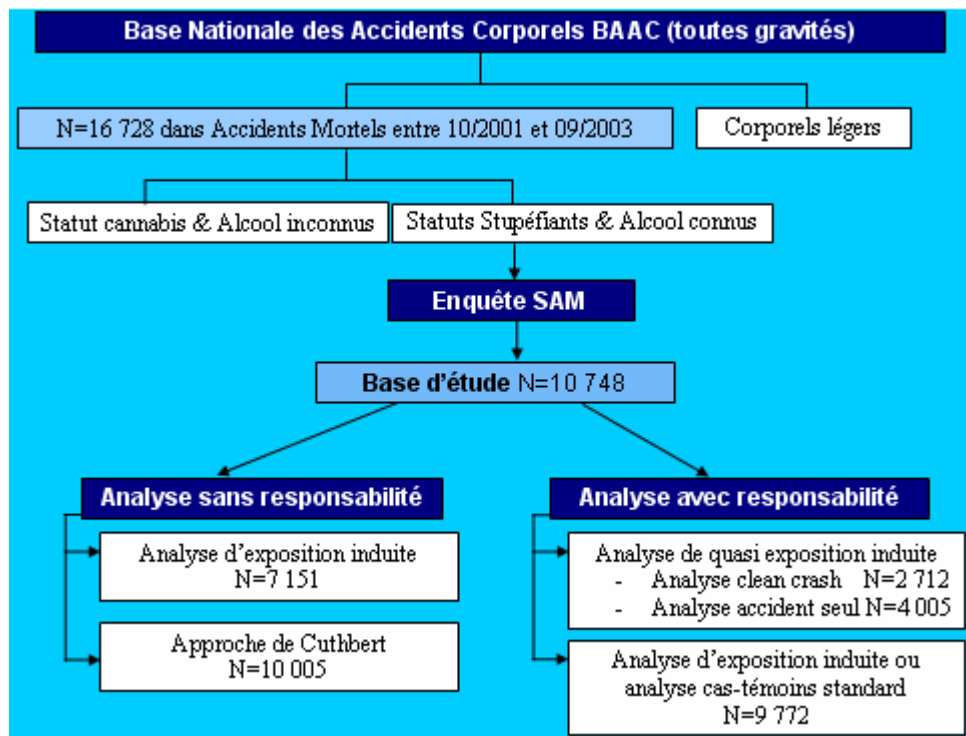 Base Nationale des Accidents Corporels BAAC (toutes gravités)
N=16 728 dans Accidents Mortels entre 10/2001 et 09/2003
Corporels légers
Statut cannabis & Alcool inconnus
Statuts Stupéfiants & Alcool connus
Enquête SAM
Base d'étude N=10 748
Analyse sans responsabilité
Analyse d'exposition induite
N=7 151
Approche de Cuthbert
N=10 005
Analyse avec responsabilité
Analyse de quasi exposition induite
- Analyse clean crash N=2 712
- Analyse accident seul N=4 005
Analyse d'exposition induite ou
analyse cas-témoins standard
N=9 772